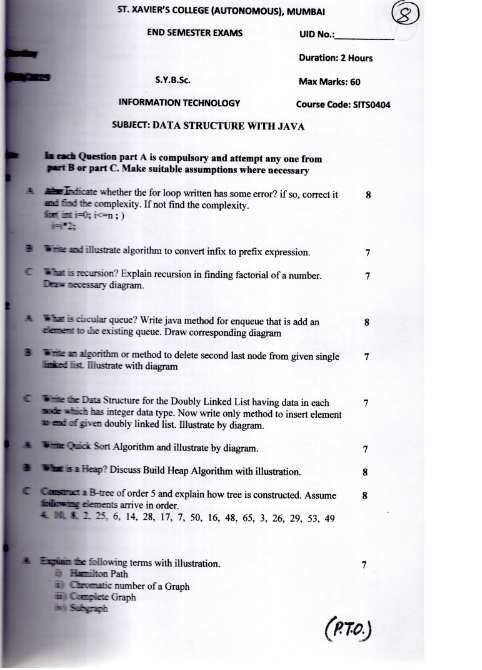 8
ST. XAVIER'S COLLEGE (AUTONOMOUS), MUMBAI
END SEMESTER EXAMS UID No.:
Duration: 2 Hours
S.Y.B.Sc. Max Marks: 60
INFORMATION TECHNOLOGY Course Code: SITS0404
SUBJECT: DATA STRUCTURE WITH JAVA
In each Question part A is compulsory and attempt any one from
part B or part C. Make suitable assumptions where necessary
A Indicate whether the for loop written has some error? if so, correct it 8
and find the complexity. If not find the complexity.
for( int i=0; i<=n ; )
i=i*2;
B Write and illustrate algorithm to convert infix to prefix expression. 7
C What is recursion? Explain recursion in finding factorial of a number. 7
Draw necessary diagram.
2
A What is circular queue? Write java method for enqueue that is add an 8
element to the existing queue. Draw corresponding diagram
B Write an algorithm or method to delete second last node from given single 7
linked list. Illustrate with diagram
C Write the Data Structure for the Doubly Linked List having data in each 7
node which has integer data type. Now write only method to insert element
to end of given doubly linked list. Illustrate by diagram.
A Write Quick Sort Algorithm and illustrate by diagram. 7
B What is a Heap? Discuss Build Heap Algorithm with illustration. 8
C Construct a B-tree of order 5 and explain how tree is constructed. Assume 8
following elements arrive in order.
4, 10, 8, 2, 25, 6, 14, 28, 17, 7, 50, 16, 48, 65, 3, 26, 29, 53, 49
A Explain the following terms with illustration. 7
i) Hamilton Path
ii) Chromatic number of a Graph
iii) Complete Graph
iv) Subgraph
(P.T.O.)